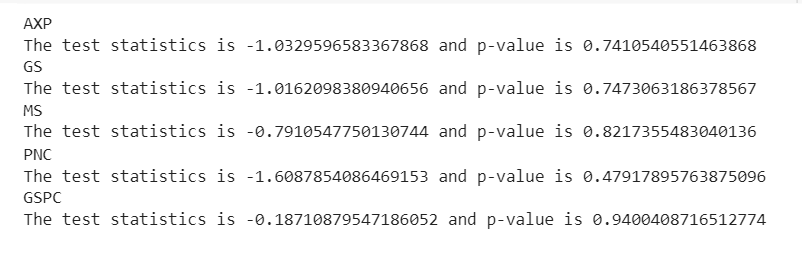 AXP
The test statistics is -1.0329596583367868 and p-value is 0.7410540551463868
GS
The test statistics is -1.0162098380940656 and p-value is 0.7473063186378567
MS
The test statistics is -0.7910547750130744 and p-value is 0.8217355483040136
PNC
The test statistics is -1.6087854086469153 and p-value is 0.47917895763875096
GSPC
The test statistics is -0.18710879547186052 and p-value is 0.9400408716512774